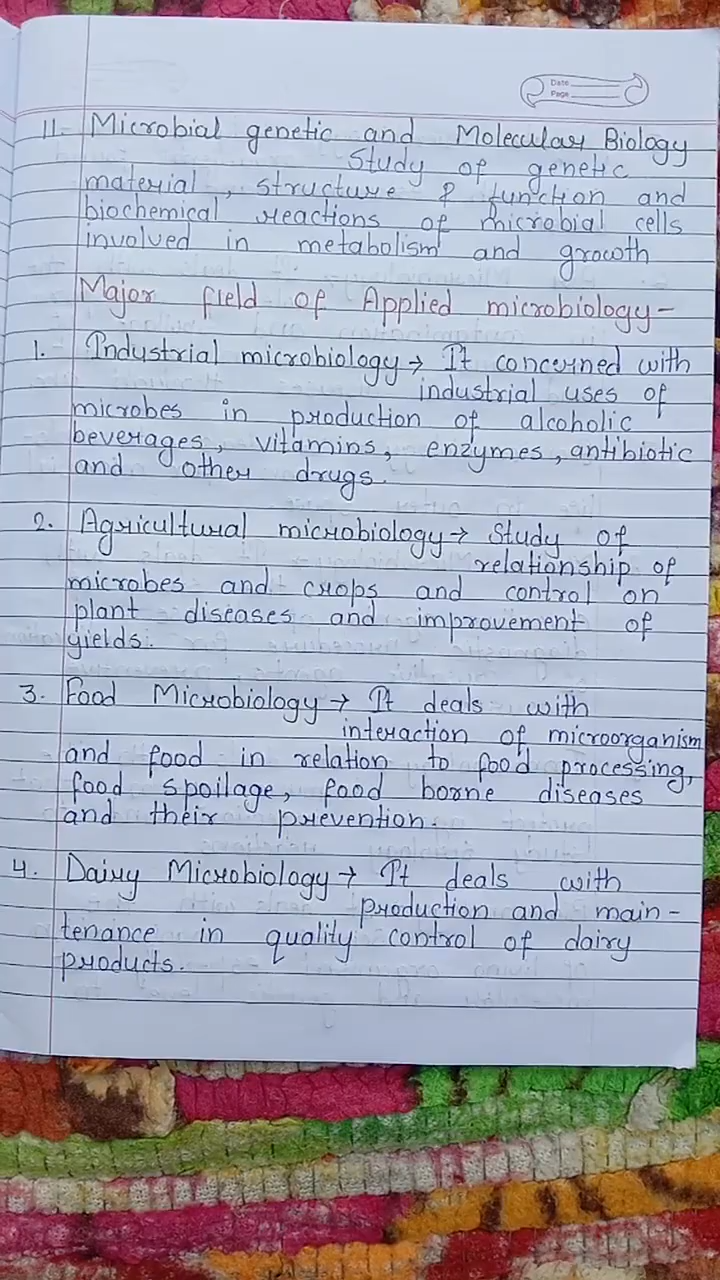 Date
Page
11. Microbial genetic and Molecular Biology
Study of genetic
material, structure & function and
biochemical reactions of microbial cells
involved in metabolism and growth
Major field of Applied microbiology-
1. Industrial microbiology → It concerned with
industrial uses of
microbes in production of alcoholic
beverages, vitamins, enzymes, antibiotic
and other drugs.
2. Agricultural microbiology → Study of
relationship of
microbes and crops and control on
plant diseases and improvement of
yields.
3. Food Microbiology → It deals with
interaction of microorganism
and food in relation to food processing,
food spoilage, food borne diseases
and their prevention.
4. Dairy Microbiology → It deals with
production and main-
tenance in quality control of dairy
products.